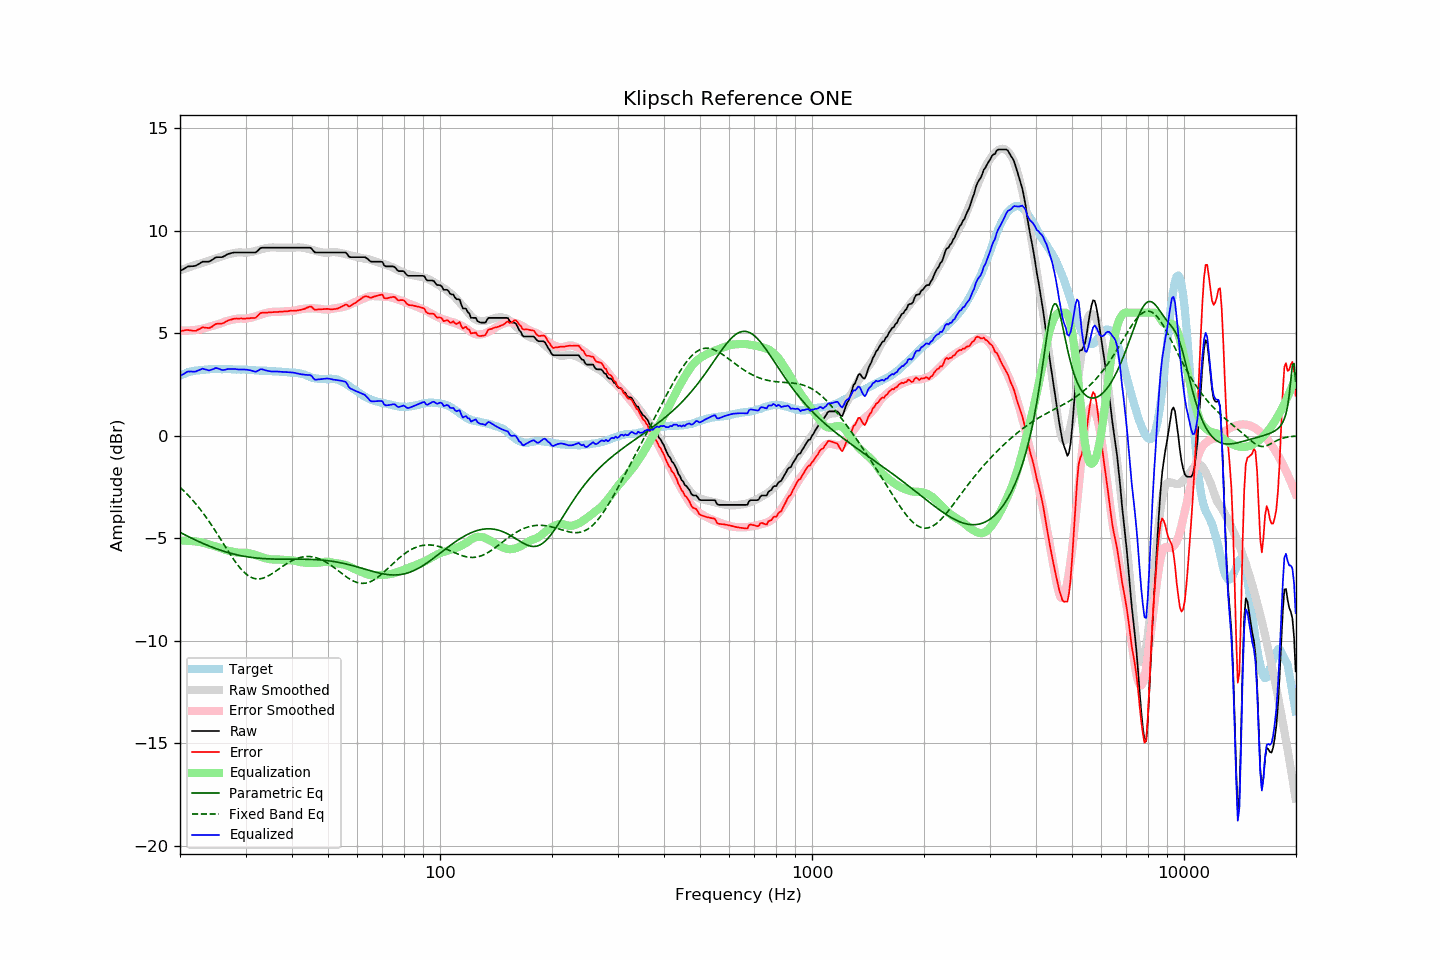 Klipsch Reference ONE
Amplitude (dBr)
15
10
5
0
−5
−10
−15
−20
Target
Raw Smoothed
Error Smoothed
Raw
Error
Equalization
Parametric Eq
Fixed Band Eq
Equalized
100
1000
10000
Frequency (Hz)